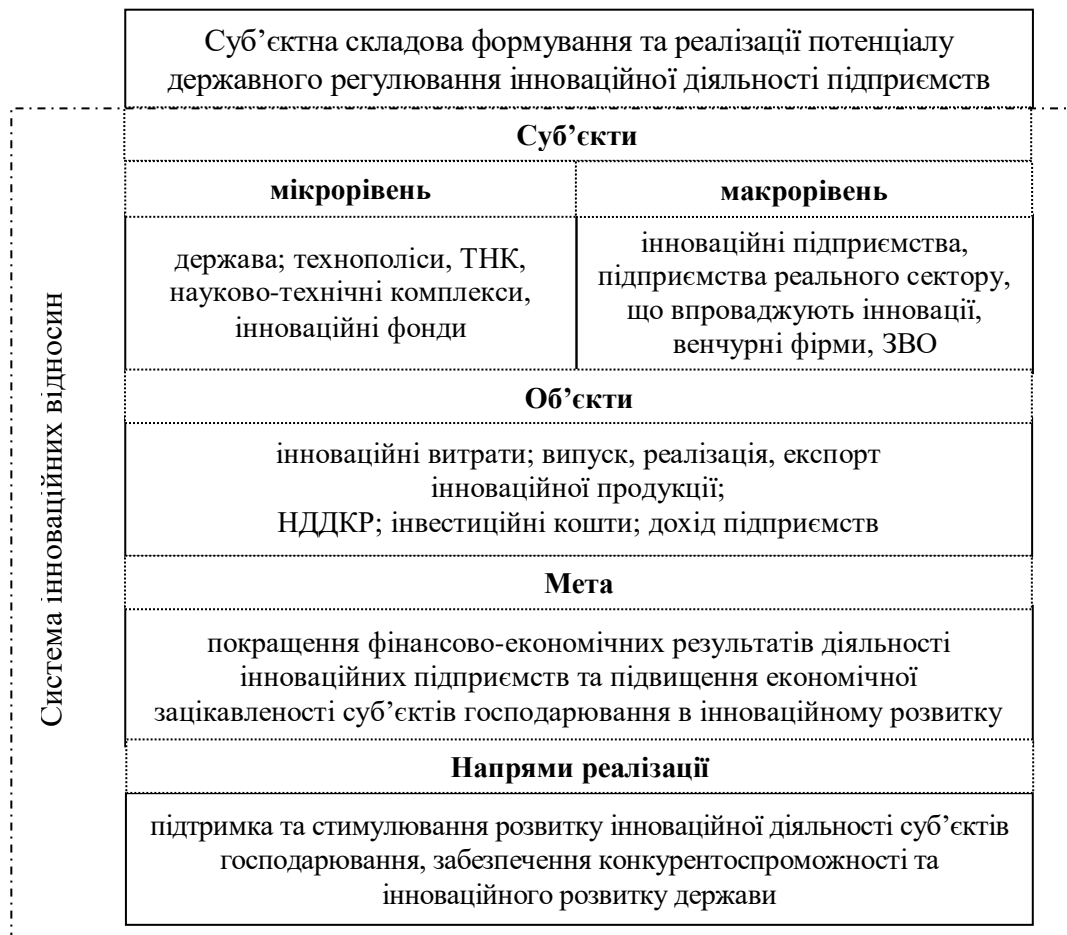 Суб’єктна складова формування та реалізації потенціалу
державного регулювання інноваційної діяльності підприємств
Система інноваційних відносин
Суб’єкти
мікрорівень
макрорівень
держава; технополіси, ТНК,
науково-технічні комплекси,
інноваційні фонди
інноваційні підприємства,
підприємства реального сектору,
що впроваджують інновації,
венчурні фірми, ЗВО
Об’єкти
інноваційні витрати; випуск, реалізація, експорт
інноваційної продукції;
НДДКР; інвестиційні кошти; дохід підприємств
Мета
покращення фінансово-економічних результатів діяльності
інноваційних підприємств та підвищення економічної
зацікавленості суб’єктів господарювання в інноваційному розвитку
Напрями реалізації
підтримка та стимулювання розвитку інноваційної діяльності суб’єктів
господарювання, забезпечення конкурентоспроможності та
інноваційного розвитку держави